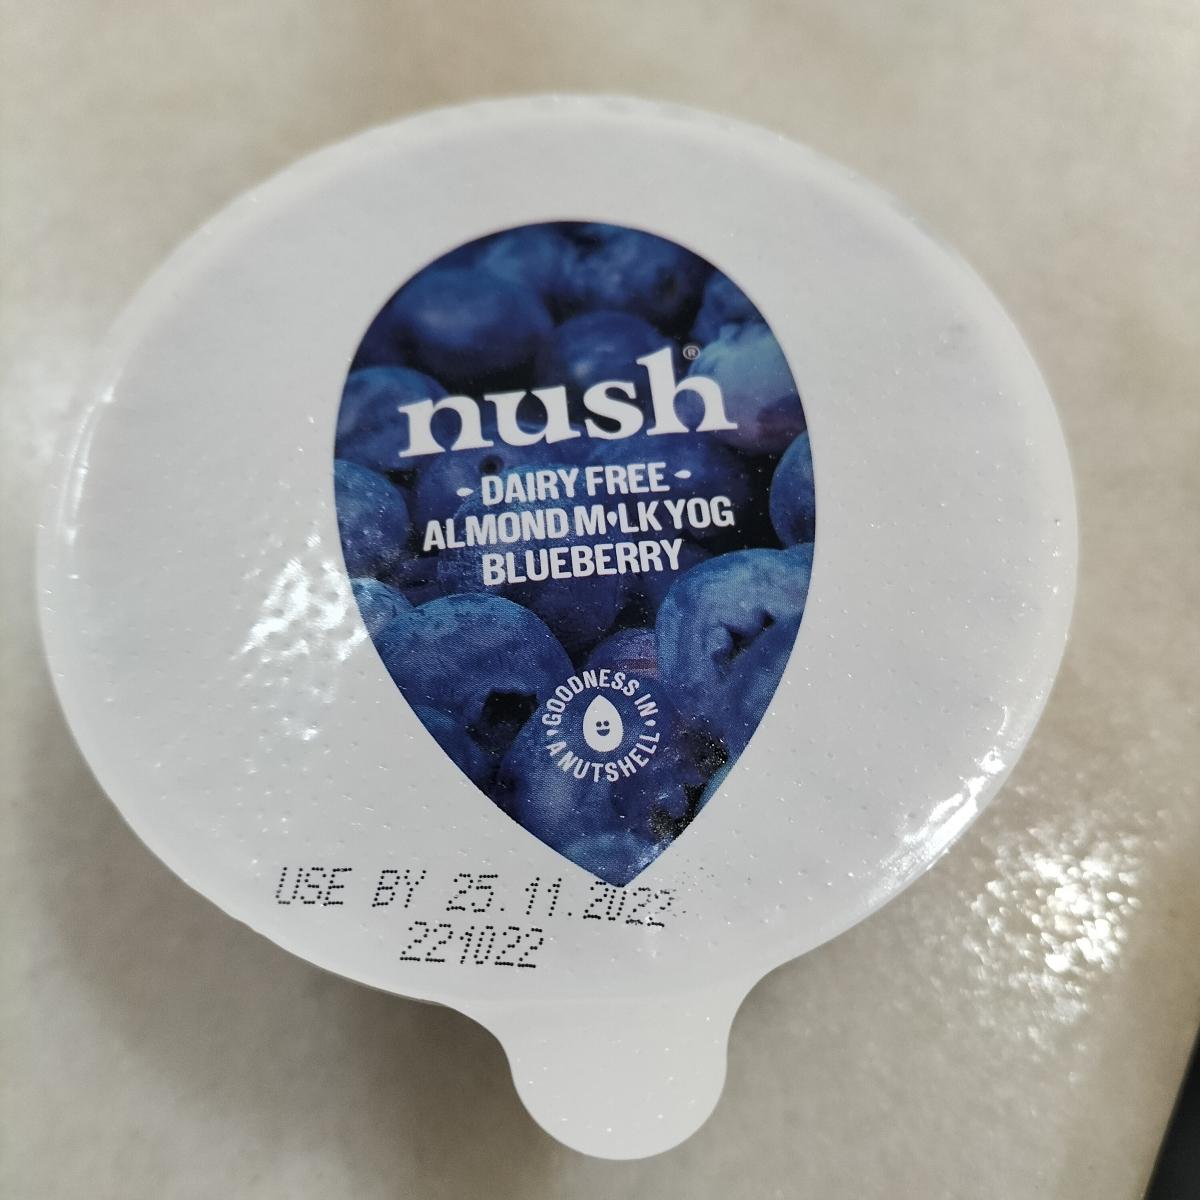 nush®
DAIRY FREE
ALMOND M•LK YOG
BLUEBERRY
GOODNESS IN
A NUTSHELL
USE BY 25.11.2022
221022